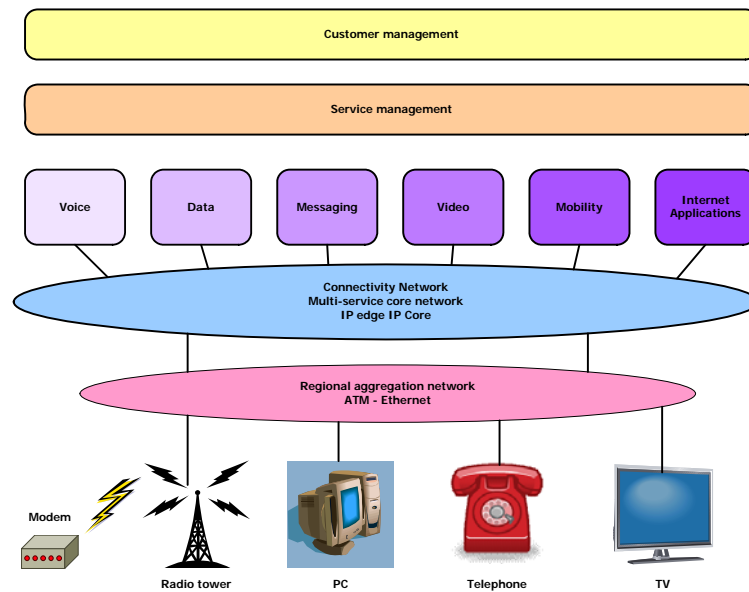 Customer management
Service management
Voice
Data
Messaging
Video
Mobility
Internet
Applications
Connectivity Network
Multi-service core network
IP edge IP Core
Regional aggregation network
ATM - Ethernet
Modem
Radio tower
PC
Telephone
TV